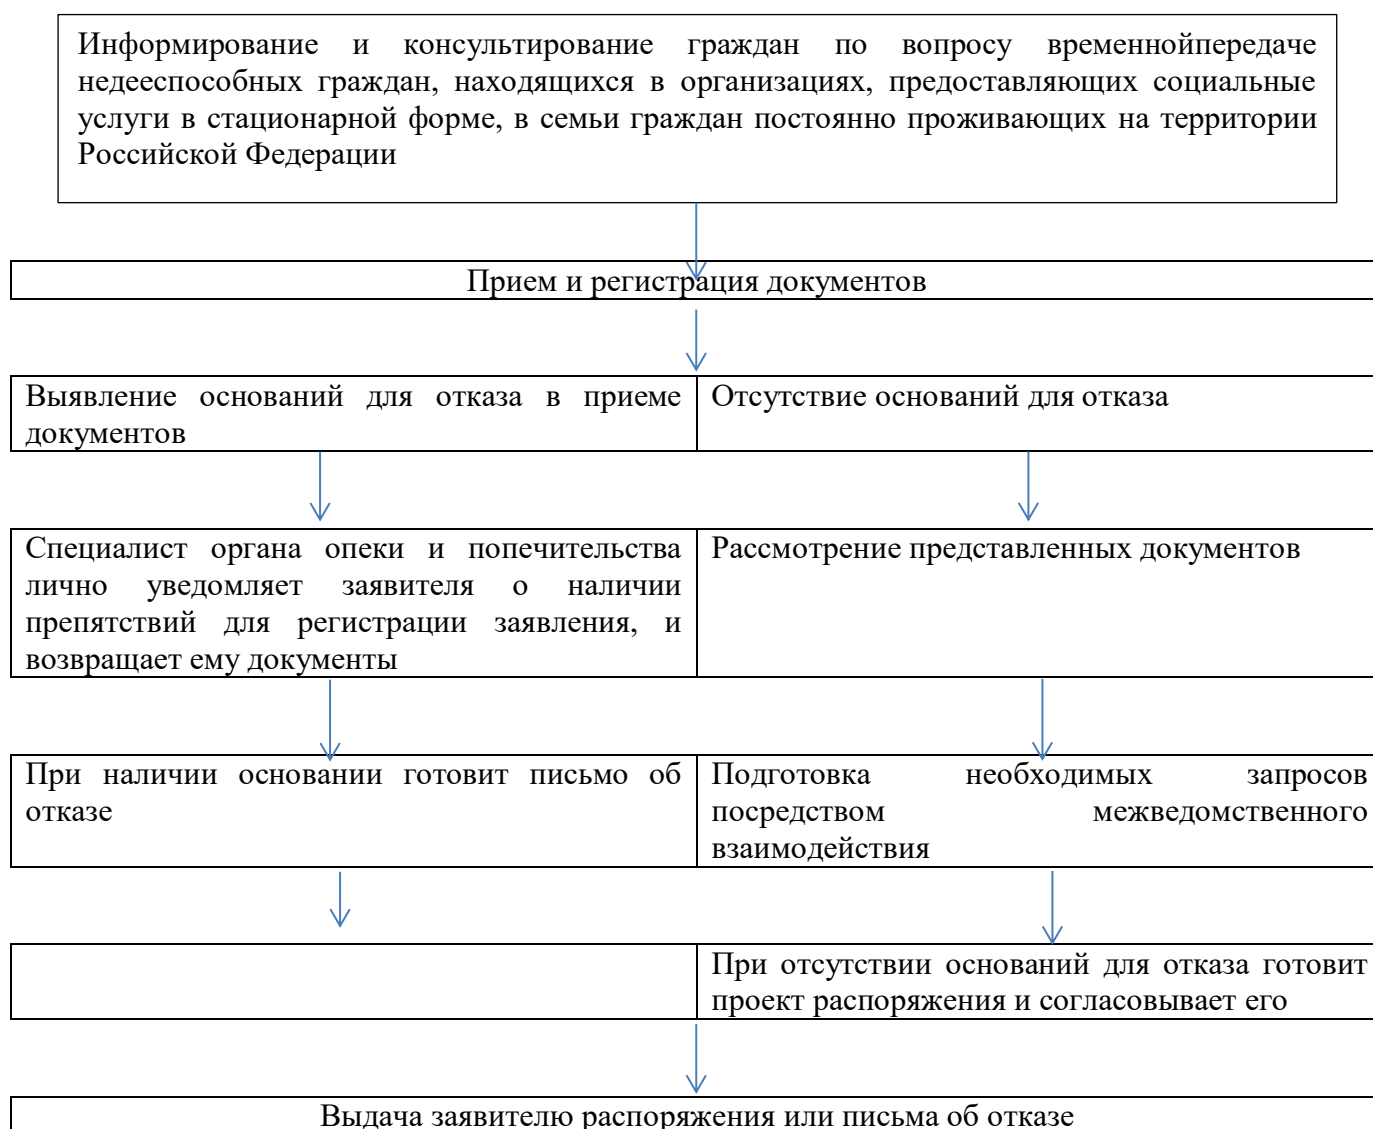 Информирование и консультирование граждан по вопросу временнойпередаче
недееспособных граждан, находящихся в организациях, предоставляющих социальные
услуги в стационарной форме, в семьи граждан постоянно проживающих на территории
Российской Федерации
Прием и регистрация документов
Выявление оснований для отказа в приеме
документов
Отсутствие оснований для отказа
Специалист органа опеки и попечительства
лично уведомляет заявителя о наличии
препятствий для регистрации заявления, и
возвращает ему документы
Рассмотрение представленных документов
При наличии основании готовит письмо об
отказе
Подготовка необходимых запросов
посредством межведомственного
взаимодействия
При отсутствии оснований для отказа готовит
проект распоряжения и согласовывает его
Выдача заявителю распоряжения или письма об отказе